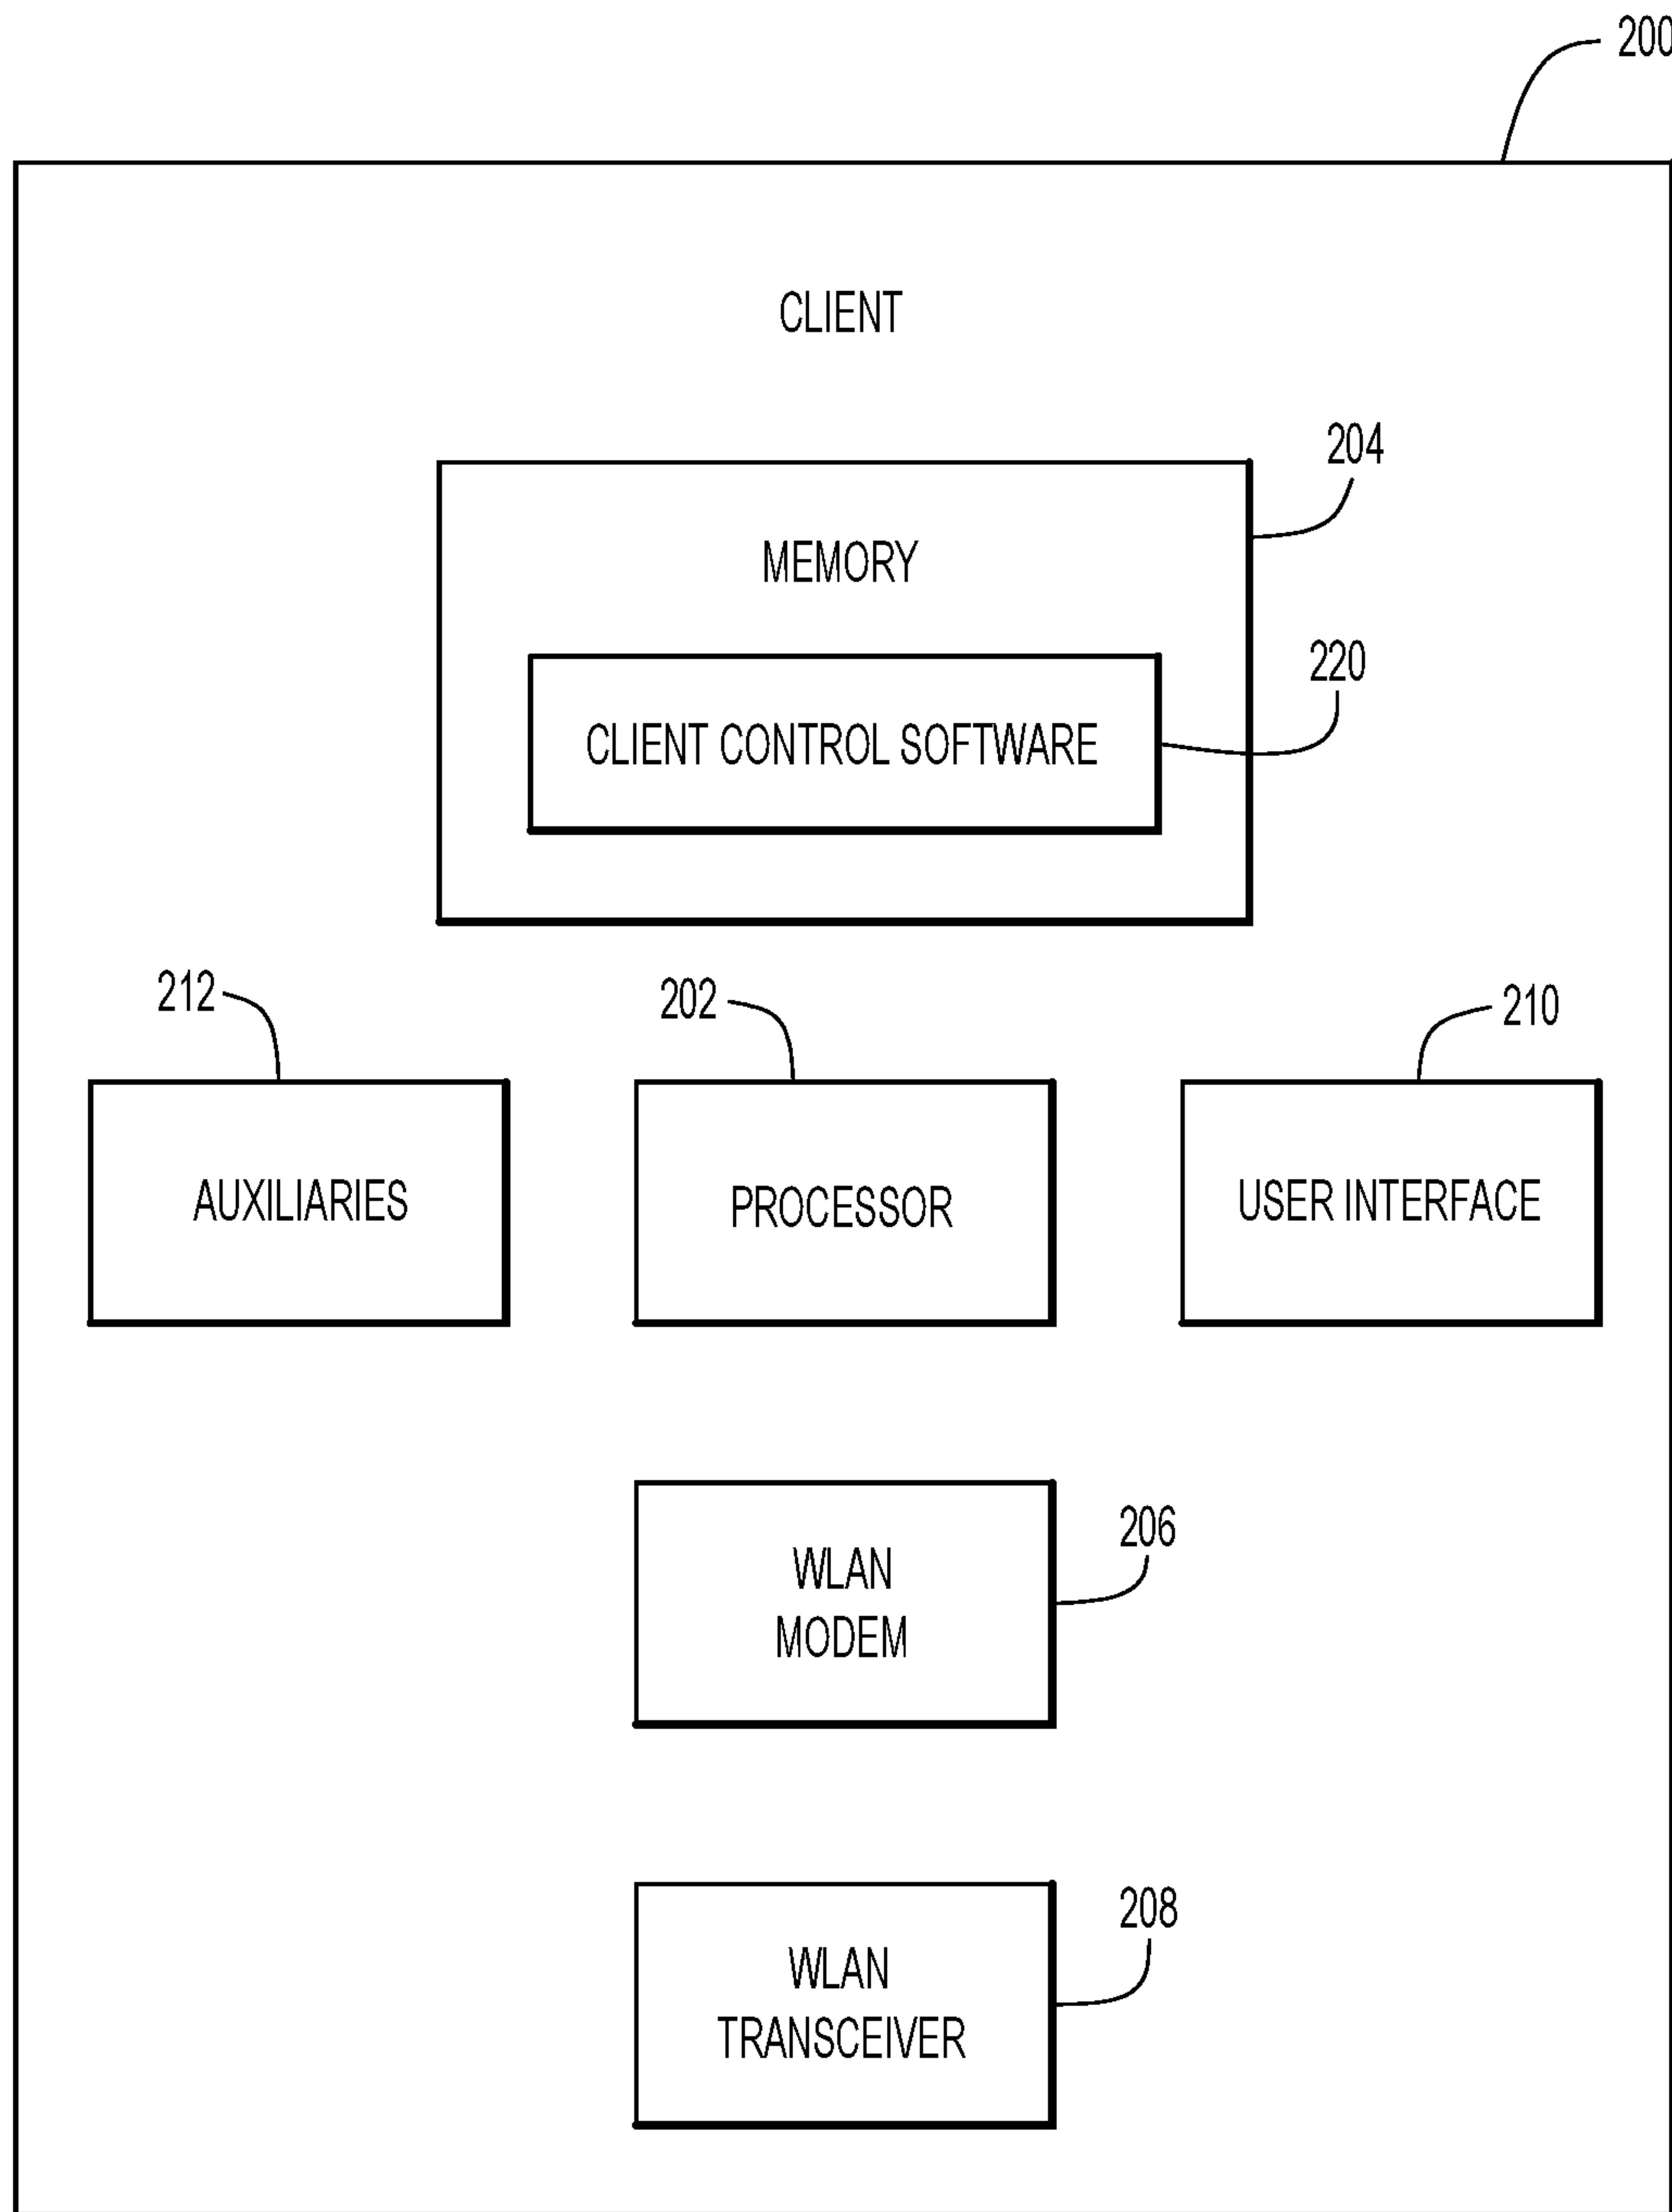 200
CLIENT
204
MEMORY
220
CLIENT CONTROL SOFTWARE
212
202
210
AUXILIARIES
PROCESSOR
USER INTERFACE
206
WLAN
MODEM
208
WLAN
TRANSCEIVER